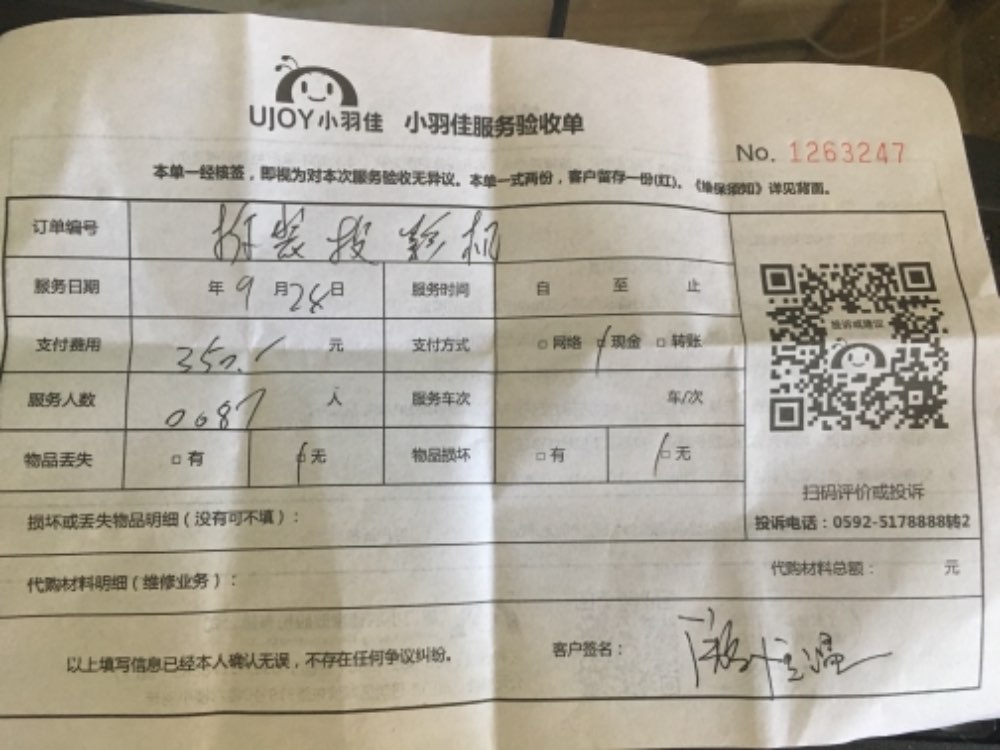 UJOY小羽佳 小羽佳服务验收单
No. 1263247
本单一经核签，即视为对本次服务验收无异议。本单一式两份，客户留存一份(红)。《维保须知》详见背面。
订单编号 拆装投影机
服务日期 年9月28日 服务时间 自 至 止
支付费用 350. 元 支付方式 □网络 □现金 □转账
服务人数 0687 人 服务车次 车/次
物品丢失 □有 □无 物品损坏 □有 □无
投诉或建议
扫码评价或投诉
投诉电话：0592-5178888转2
损坏或丢失物品明细（没有可不填）：
代购材料明细（维修业务）： 代购材料总额： 元
以上填写信息已经本人确认无误，不存在任何争议纠纷。 客户签名：